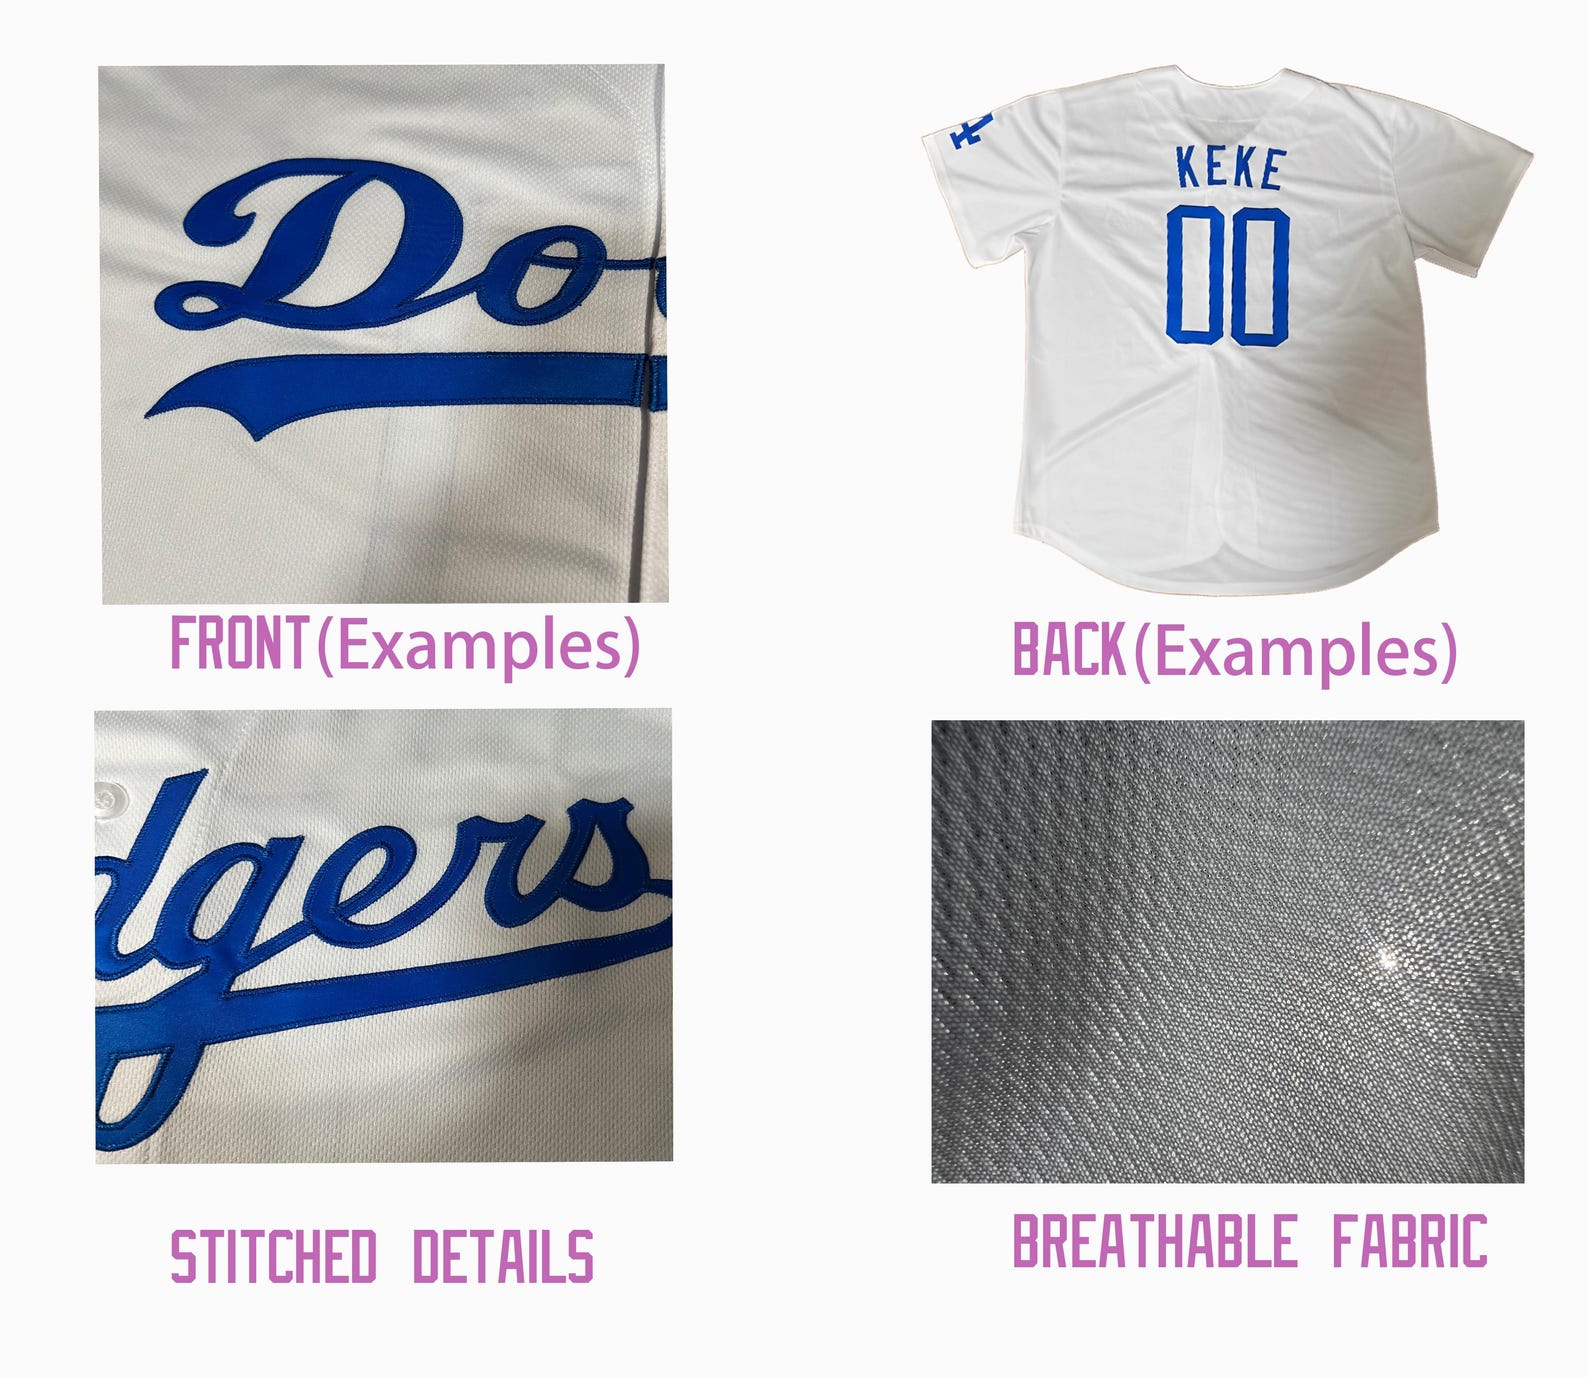 Do
KEKE
00
FRONT(Examples)
BACK(Examples)
dgers
STITCHED DETAILS
BREATHABLE FABRIC